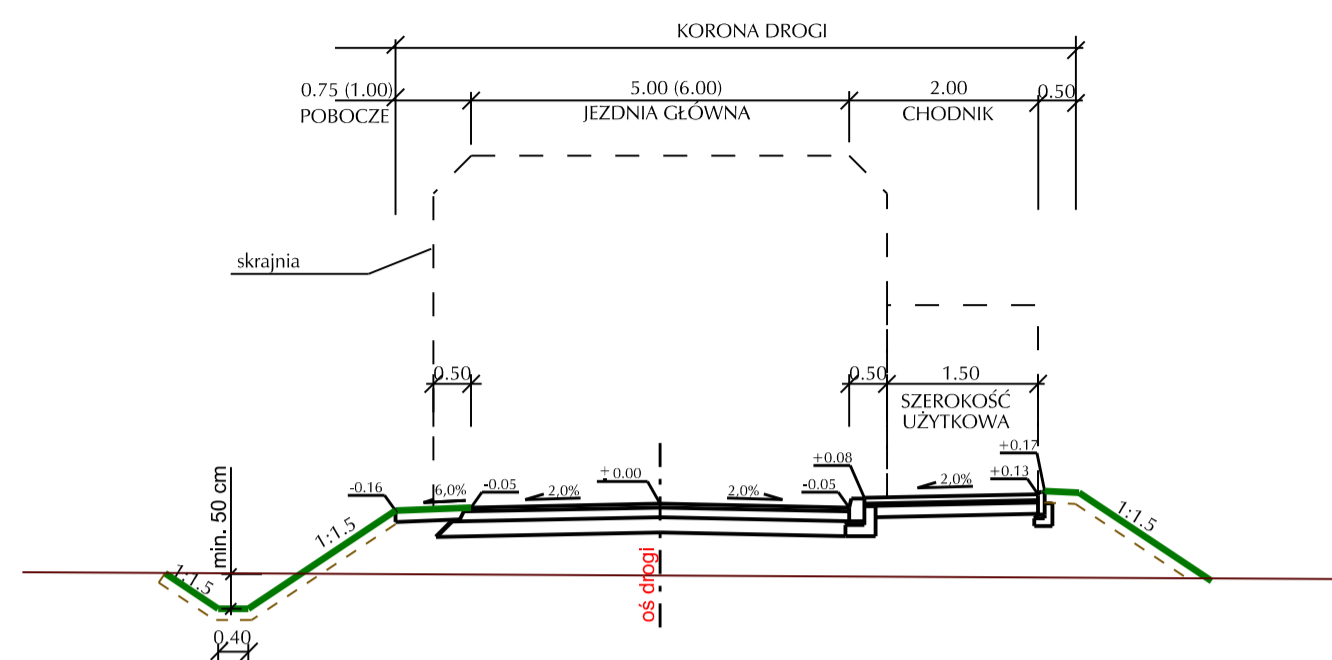 KORONA DROGI
0.75 (1.00)
5.00 (6.00)
2.00
0.50
POBOCZE
JEZDNIA GŁÓWNA
CHODNIK
skrajnia
0.50
0.50
1.50
SZEROKOŚĆ
UŻYTKOWA
+0.17
+0.08
+0.13
±0.00
-0.16
6,0%
-0.05
2,0%
2,0%
-0.05
2,0%
min. 50 cm
1:1.5
1:1.5
1:1.5
oś drogi
0.40